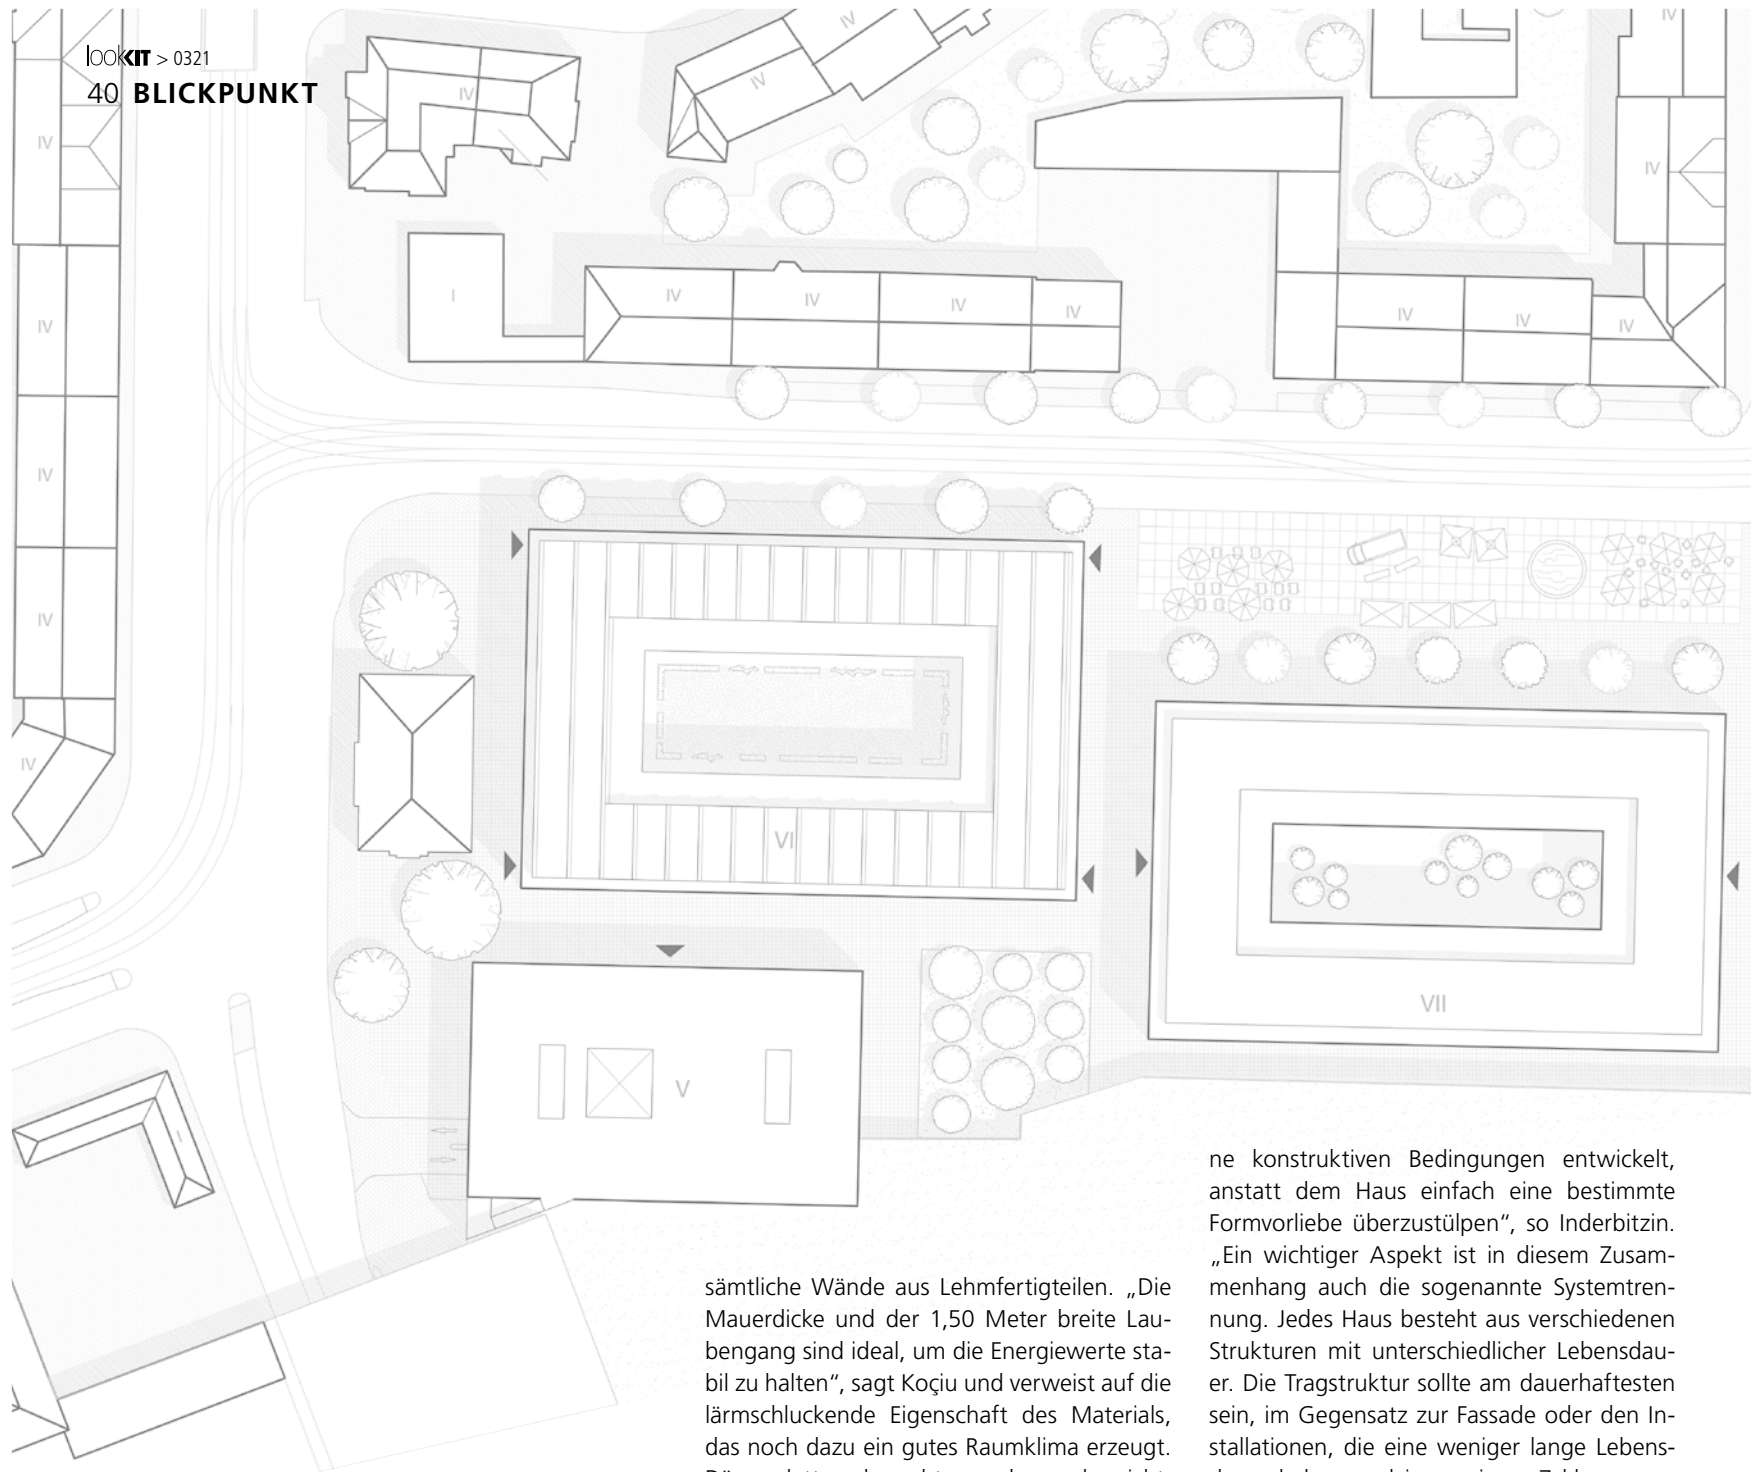 lookKIT > 0321
40 BLICKPUNKT
IV
IV
IV
IV
IV
IV
IV
IV
IV
I
IV
IV
IV
IV
IV
IV
IV
IV
IV
VI
VII
V
sämtliche Wände aus Lehmfertigteilen. „Die
Mauerdicke und der 1,50 Meter breite Lau-
bengang sind ideal, um die Energiewerte sta-
bil zu halten“, sagt Koçiu und verweist auf die
lärmschluckende Eigenschaft des Materials,
das noch dazu ein gutes Raumklima erzeugt.
ne konstruktiven Bedingungen entwickelt,
anstatt dem Haus einfach eine bestimmte
Formvorliebe überzustülpen“, so Inderbitzin.
„Ein wichtiger Aspekt ist in diesem Zusam-
menhang auch die sogenannte Systemtren-
nung. Jedes Haus besteht aus verschiedenen
Strukturen mit unterschiedlicher Lebensdau-
er. Die Tragstruktur sollte am dauerhaftesten
sein, im Gegensatz zur Fassade oder den In-
stallationen, die eine weniger lange Lebens-